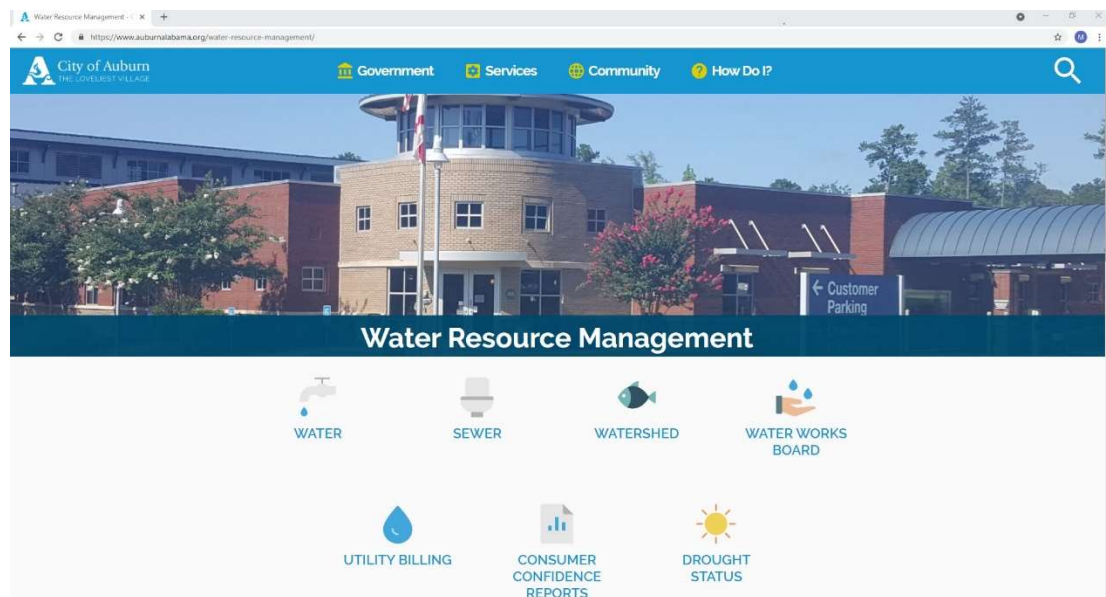 Water Resource Management -
https://www.auburnalabama.org/water-resource-management/
M
City of Auburn
THE LOVELIEST VILLAGE
Government
Services
Community
? How Do I?
← Customer
Parking
Water Resource Management
WATER
SEWER
WATERSHED
WATER WORKS
BOARD
UTILITY BILLING
CONSUMER
CONFIDENCE
REPORTS
DROUGHT
STATUS